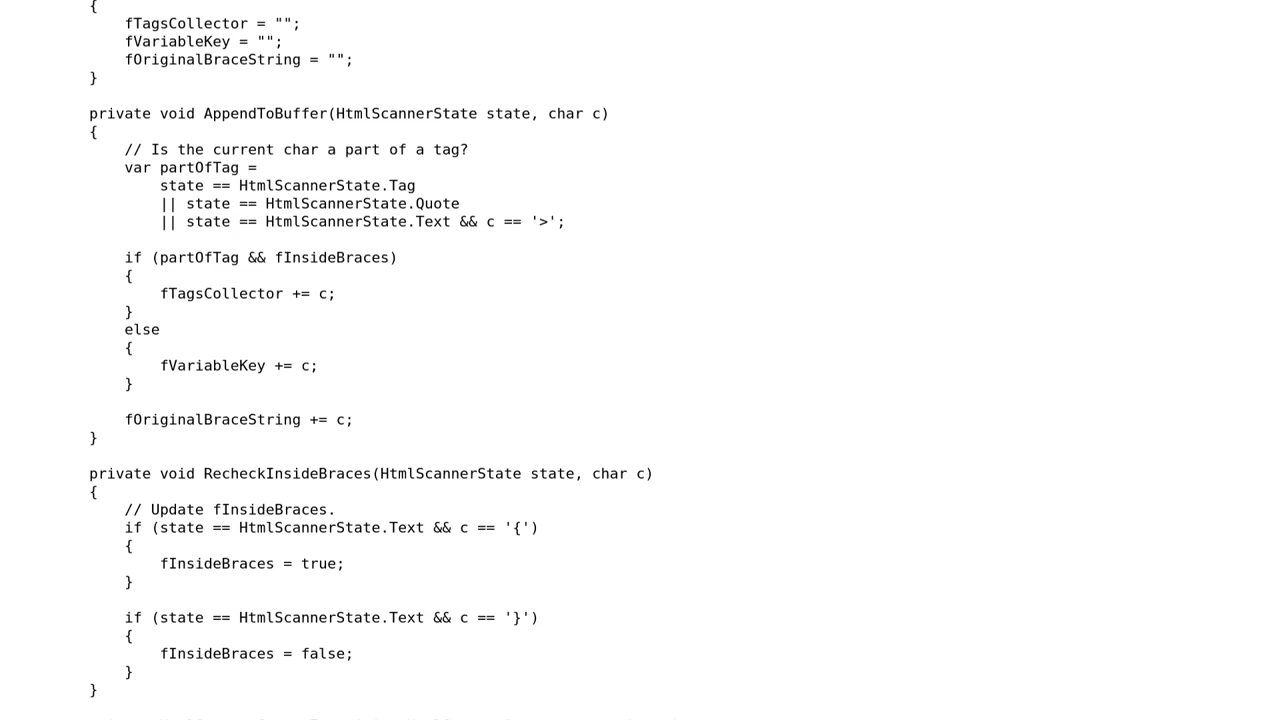 {
    fTagsCollector = "";
    fVariableKey = "";
    fOriginalBraceString = "";
}
private void AppendToBuffer(HtmlScannerState state, char c)
{
    // Is the current char a part of a tag?
    var partOfTag =
        state == HtmlScannerState.Tag
        || state == HtmlScannerState.Quote
        || state == HtmlScannerState.Text && c == '>';
    if (partOfTag && fInsideBraces)
    {
        fTagsCollector += c;
    }
    else
    {
        fVariableKey += c;
    }
    fOriginalBraceString += c;
}
private void RecheckInsideBraces(HtmlScannerState state, char c)
{
    // Update fInsideBraces.
    if (state == HtmlScannerState.Text && c == '{')
    {
        fInsideBraces = true;
    }
    if (state == HtmlScannerState.Text && c == '}')
    {
        fInsideBraces = false;
    }
}